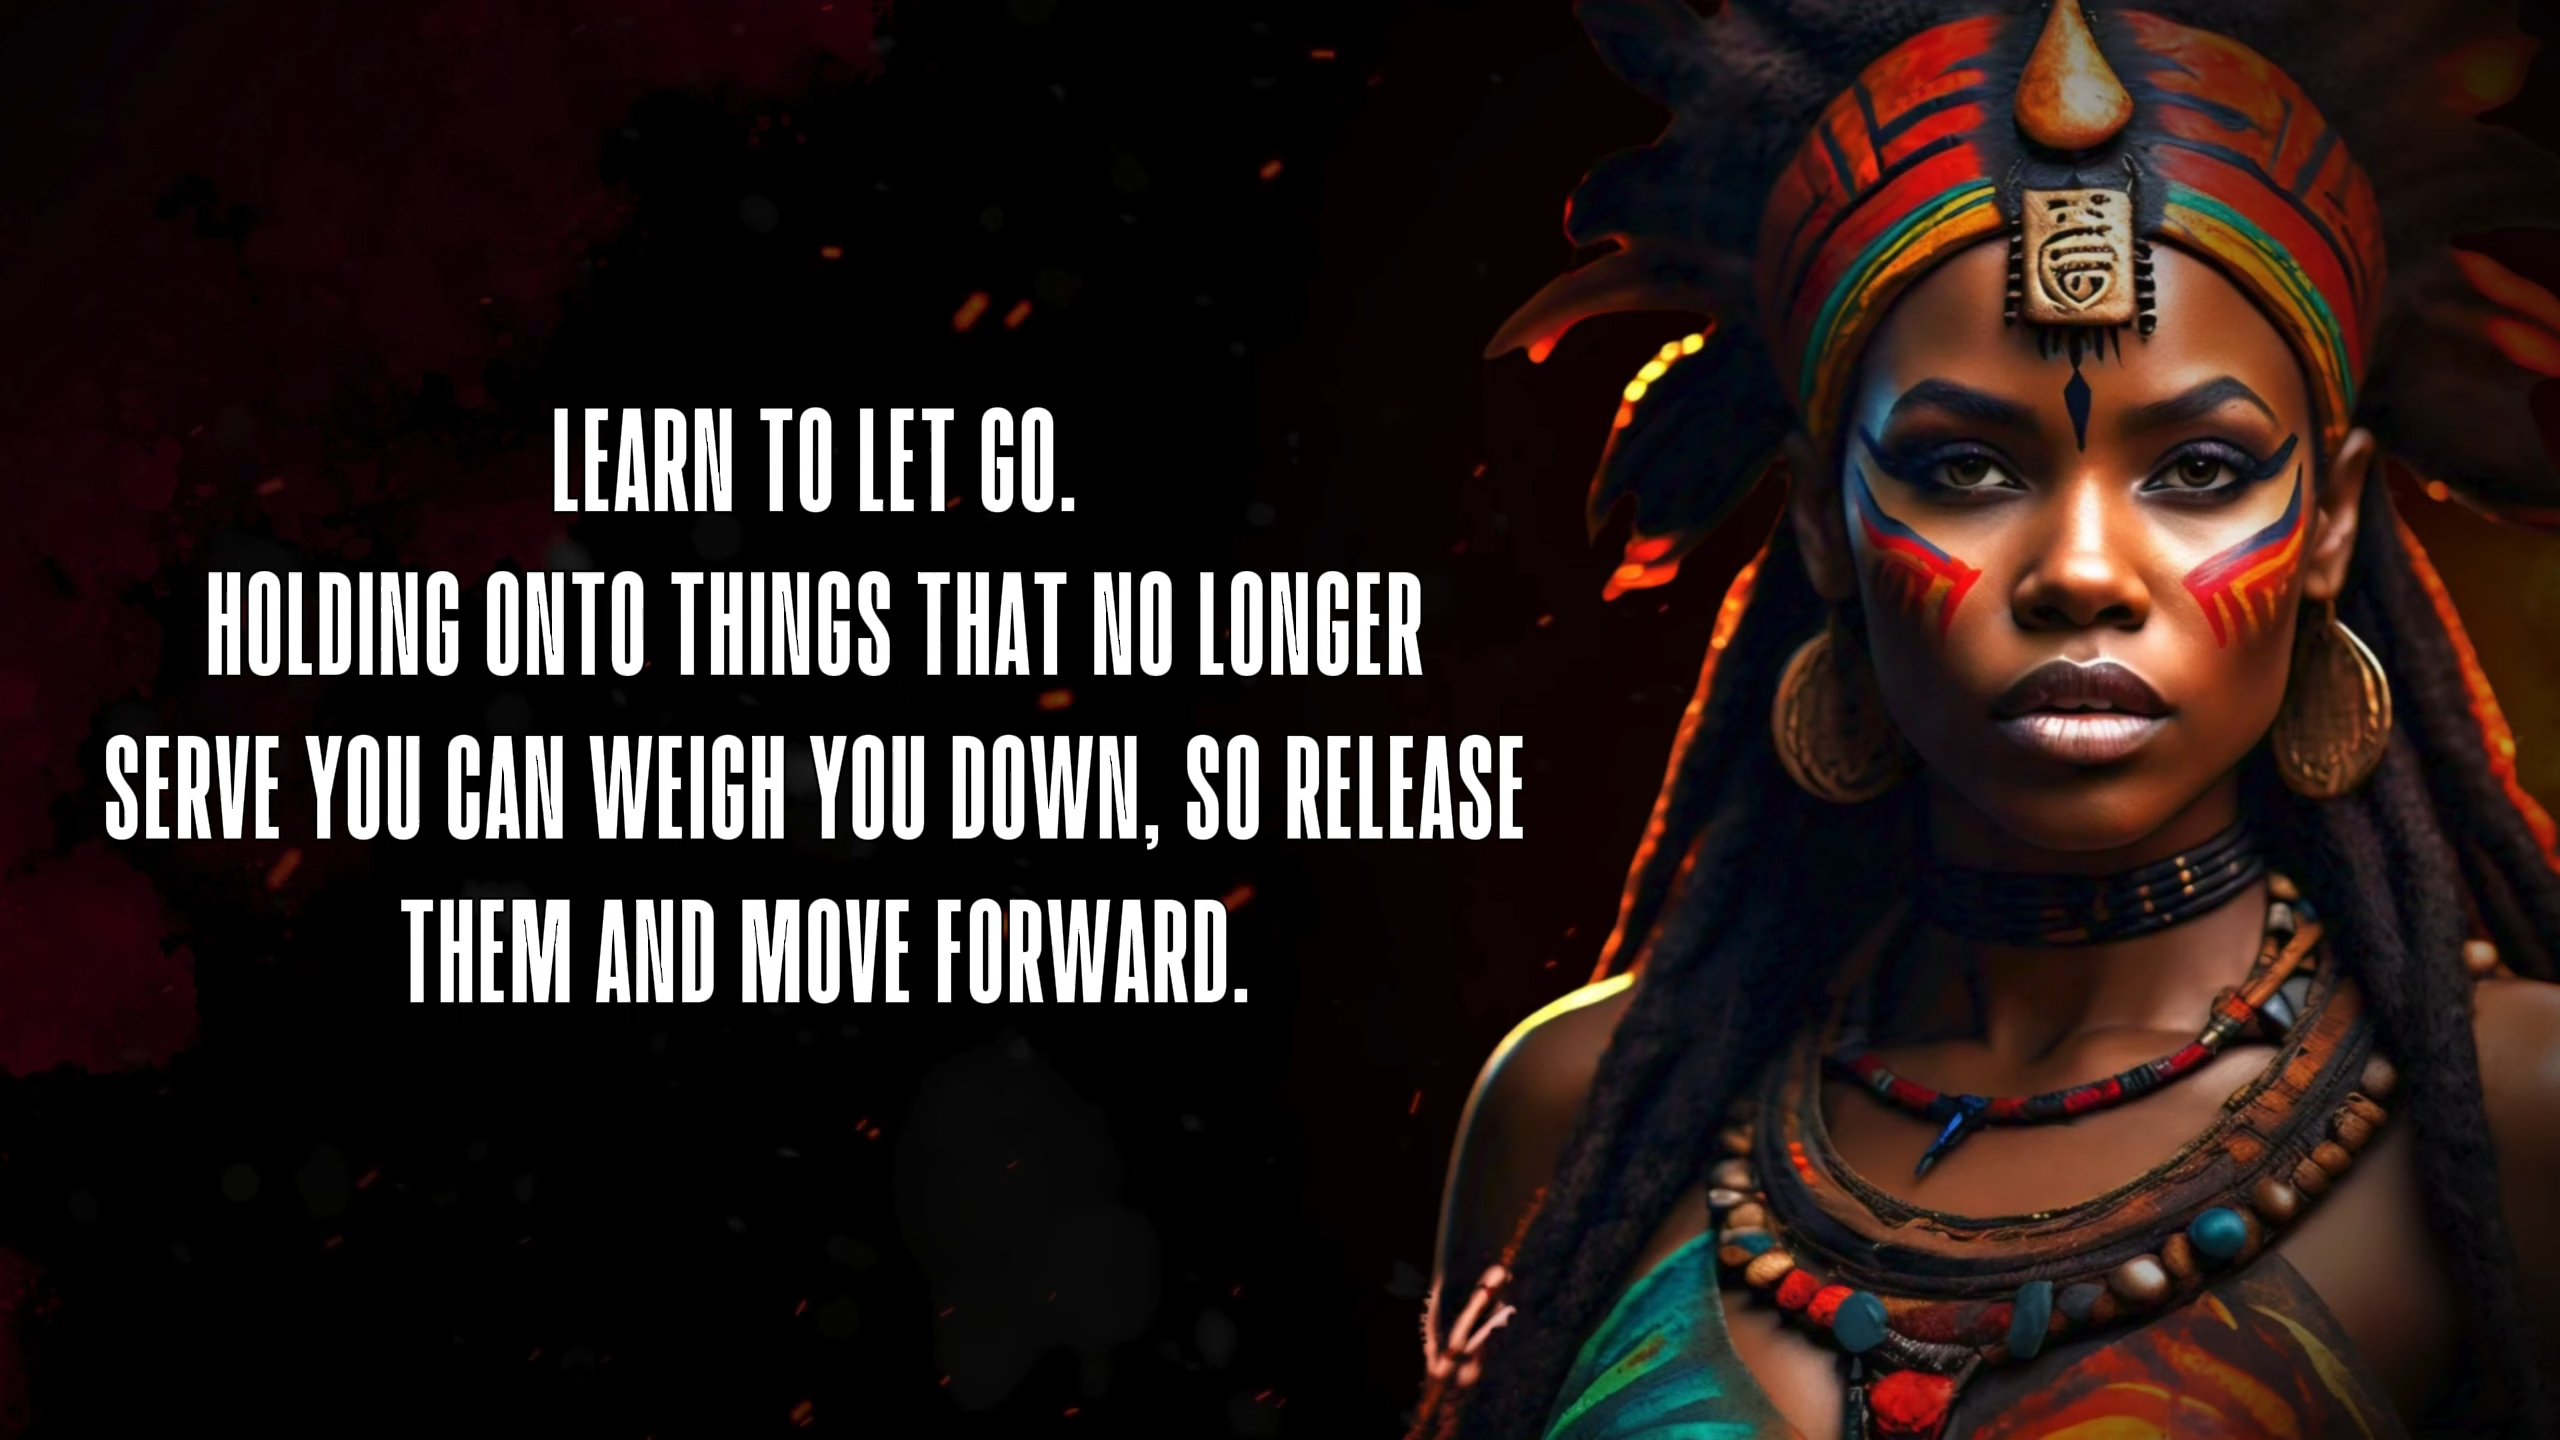 LEARN TO LET GO.
HOLDING ONTO THINGS THAT NO LONGER
SERVE YOU CAN WEIGH YOU DOWN, SO RELEASE
THEM AND MOVE FORWARD.